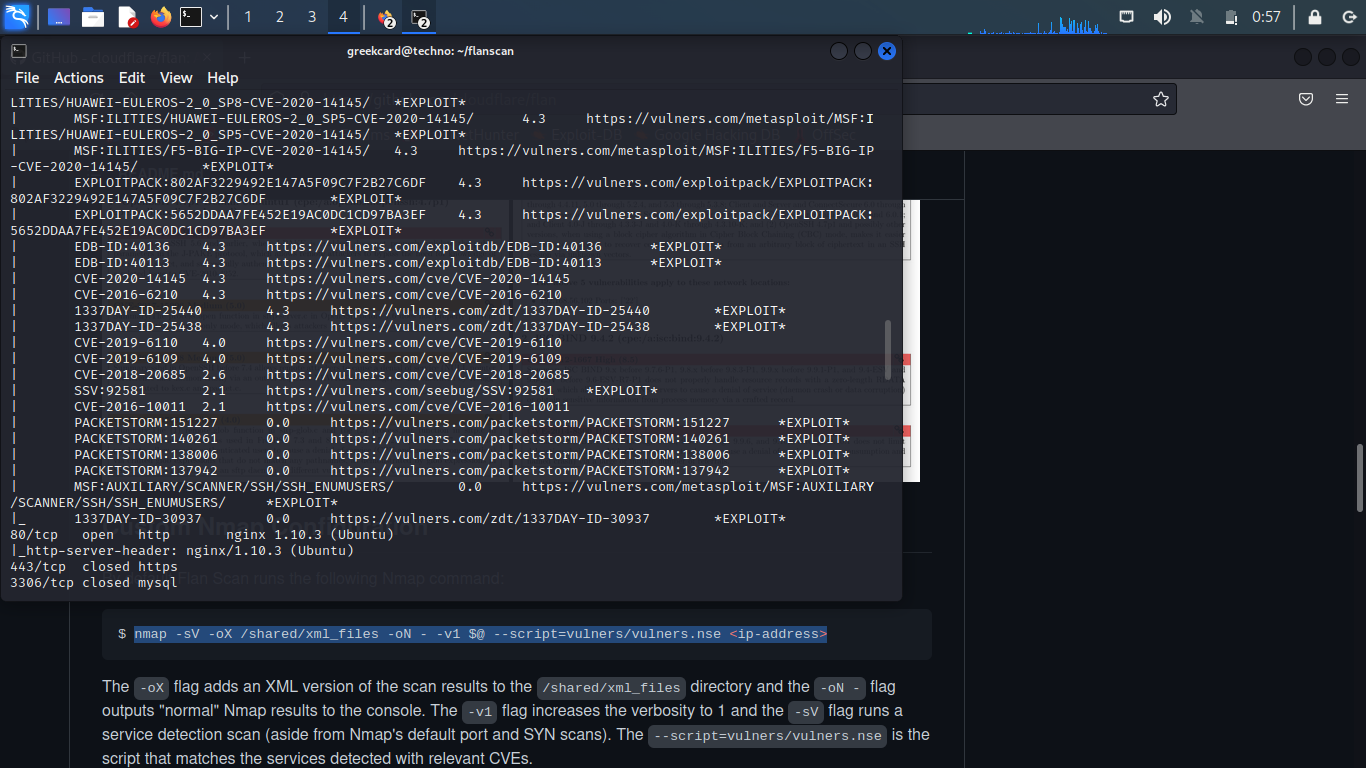 1 2 3 4 2 2 0:57
greekcard@techno: ~/flanscan
File Actions Edit View Help
LITIES/HUAWEI-EULEROS-2_0_SP8-CVE-2020-14145/ *EXPLOIT*
| MSF:ILITIES/HUAWEI-EULEROS-2_0_SP5-CVE-2020-14145/ 4.3 https://vulners.com/metasploit/MSF:I
LITIES/HUAWEI-EULEROS-2_0_SP5-CVE-2020-14145/ *EXPLOIT*
| MSF:ILITIES/F5-BIG-IP-CVE-2020-14145/ 4.3 https://vulners.com/metasploit/MSF:ILITIES/F5-BIG-IP
-CVE-2020-14145/ *EXPLOIT*
| EXPLOITPACK:802AF3229492E147A5F09C7F2B27C6DF 4.3 https://vulners.com/exploitpack/EXPLOITPACK:
802AF3229492E147A5F09C7F2B27C6DF *EXPLOIT*
| EXPLOITPACK:5652DDAA7FE452E19AC0DC1CD97BA3EF 4.3 https://vulners.com/exploitpack/EXPLOITPACK:
5652DDAA7FE452E19AC0DC1CD97BA3EF *EXPLOIT*
| EDB-ID:40136 4.3 https://vulners.com/exploitdb/EDB-ID:40136 *EXPLOIT*
| EDB-ID:40113 4.3 https://vulners.com/exploitdb/EDB-ID:40113 *EXPLOIT*
| CVE-2020-14145 4.3 https://vulners.com/cve/CVE-2020-14145
| CVE-2016-6210 4.3 https://vulners.com/cve/CVE-2016-6210
| 1337DAY-ID-25440 4.3 https://vulners.com/zdt/1337DAY-ID-25440 *EXPLOIT*
| 1337DAY-ID-25438 4.3 https://vulners.com/zdt/1337DAY-ID-25438 *EXPLOIT*
| CVE-2019-6110 4.0 https://vulners.com/cve/CVE-2019-6110
| CVE-2019-6109 4.0 https://vulners.com/cve/CVE-2019-6109
| CVE-2018-20685 2.6 https://vulners.com/cve/CVE-2018-20685
| SSV:92581 2.1 https://vulners.com/seebug/SSV:92581 *EXPLOIT*
| CVE-2016-10011 2.1 https://vulners.com/cve/CVE-2016-10011
| PACKETSTORM:151227 0.0 https://vulners.com/packetstorm/PACKETSTORM:151227 *EXPLOIT*
| PACKETSTORM:140261 0.0 https://vulners.com/packetstorm/PACKETSTORM:140261 *EXPLOIT*
| PACKETSTORM:138006 0.0 https://vulners.com/packetstorm/PACKETSTORM:138006 *EXPLOIT*
| PACKETSTORM:137942 0.0 https://vulners.com/packetstorm/PACKETSTORM:137942 *EXPLOIT*
| MSF:AUXILIARY/SCANNER/SSH/SSH_ENUMUSERS/ 0.0 https://vulners.com/metasploit/MSF:AUXILIARY
/SCANNER/SSH/SSH_ENUMUSERS/ *EXPLOIT*
|_ 1337DAY-ID-30937 0.0 https://vulners.com/zdt/1337DAY-ID-30937 *EXPLOIT*
80/tcp open http nginx 1.10.3 (Ubuntu)
|_http-server-header: nginx/1.10.3 (Ubuntu)
443/tcp closed https
3306/tcp closed mysql
Flan Scan runs the following Nmap command:
$ nmap -sV -oX /shared/xml_files -oN - -v1 $@ --script=vulners/vulners.nse <ip-address>
The -oX flag adds an XML version of the scan results to the /shared/xml_files directory and the -oN - flag
outputs "normal" Nmap results to the console. The -v1 flag increases the verbosity to 1 and the -sV flag runs a
service detection scan (aside from Nmap's default port and SYN scans). The --script=vulners/vulners.nse is the
script that matches the services detected with relevant CVEs.